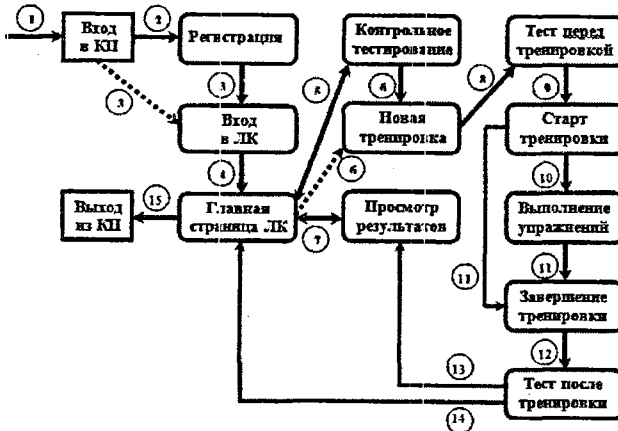 1
Вход
в КП
2
Регистрация
3
3
Вход
в ЛК
4
Главная
страница ЛК
15
Выход
из КП
5
Контрольное
тестирование
6
Новая
тренировка
6
7
Просмотр
результатов
8
Тест перед
тренировкой
9
Старт
тренировки
10
Выполнение
упражнений
11
11
Завершение
тренировки
12
Тест после
тренировки
13
14